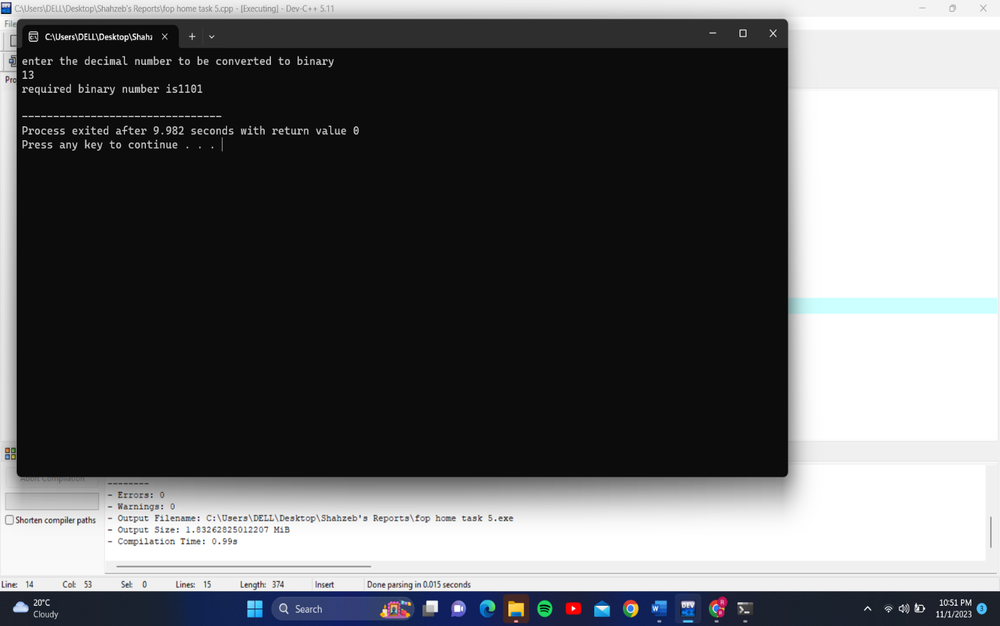 C:\Users\DELL\Desktop\Shahzeb's Reports\fop home task 5.cpp - [Executing] - Dev-C++ 5.11
File
C:\Users\DELL\Desktop\Shahz
enter the decimal number to be converted to binary
13
required binary number is1101
--------------------------------
Process exited after 9.982 seconds with return value 0
Press any key to continue . . .
Pro
Abort Compilation
Shorten compiler paths
--------
- Errors: 0
- Warnings: 0
- Output Filename: C:\Users\DELL\Desktop\Shahzeb's Reports\fop home task 5.exe
- Output Size: 1.83262825012207 MiB
- Compilation Time: 0.99s
Line: 14 Col: 53 Sel: 0 Lines: 15 Length: 374 Insert Done parsing in 0.015 seconds
20°C
Cloudy
Search
DEV
10:51 PM
11/1/2023
3